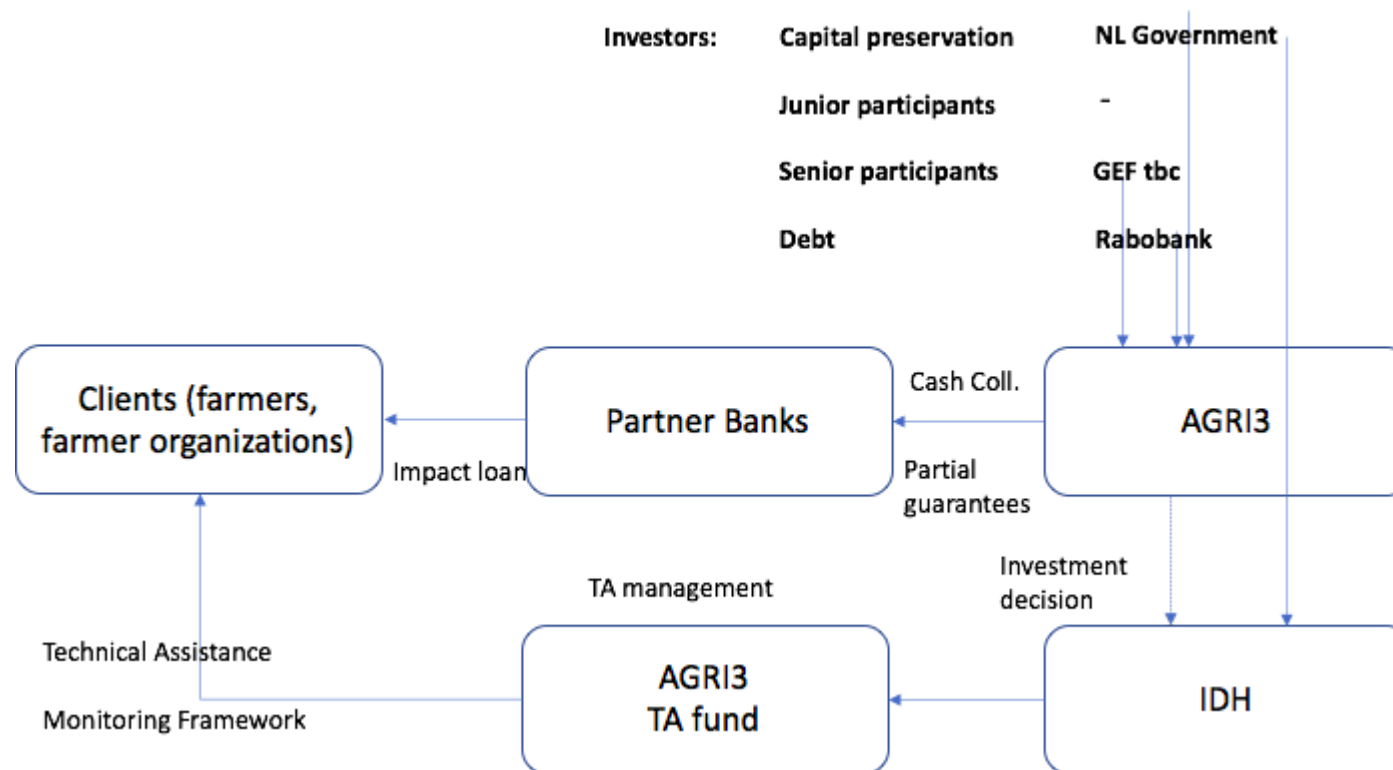 Investors: Capital preservation NL Government
Junior participants -
Senior participants GEF tbc
Debt Rabobank
Clients (farmers,
farmer organizations)
Impact loan
Partner Banks
Cash Coll.
Partial
guarantees
AGRI3
Investment
decision
TA management
Technical Assistance
Monitoring Framework
AGRI3
TA fund
IDH